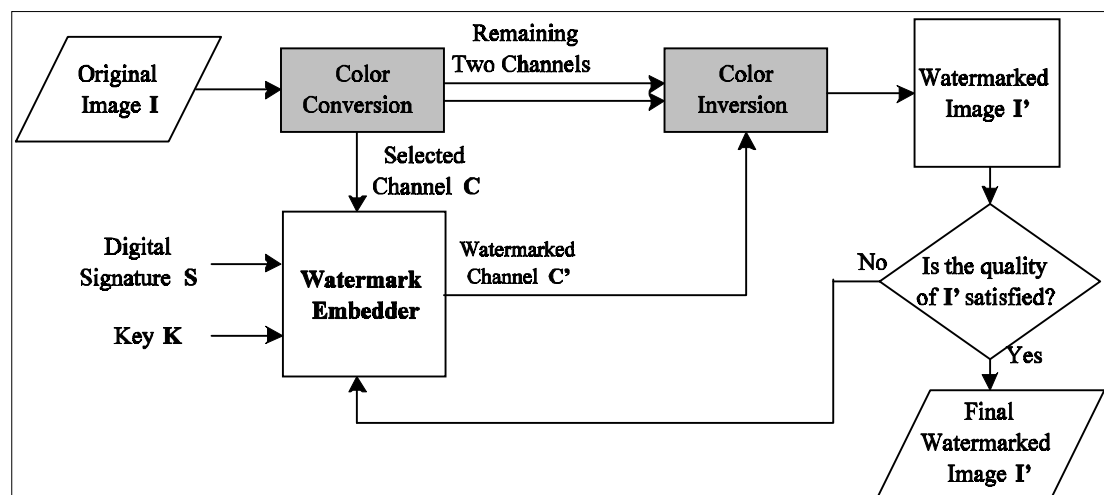 Original
Image I
Color
Conversion
Remaining
Two Channels
Color
Inversion
Watermarked
Image I’
Selected
Channel C
Digital
Signature S
Key K
Watermark
Embedder
Watermarked
Channel C’
No
Is the quality
of I’ satisfied?
Yes
Final
Watermarked
Image I’